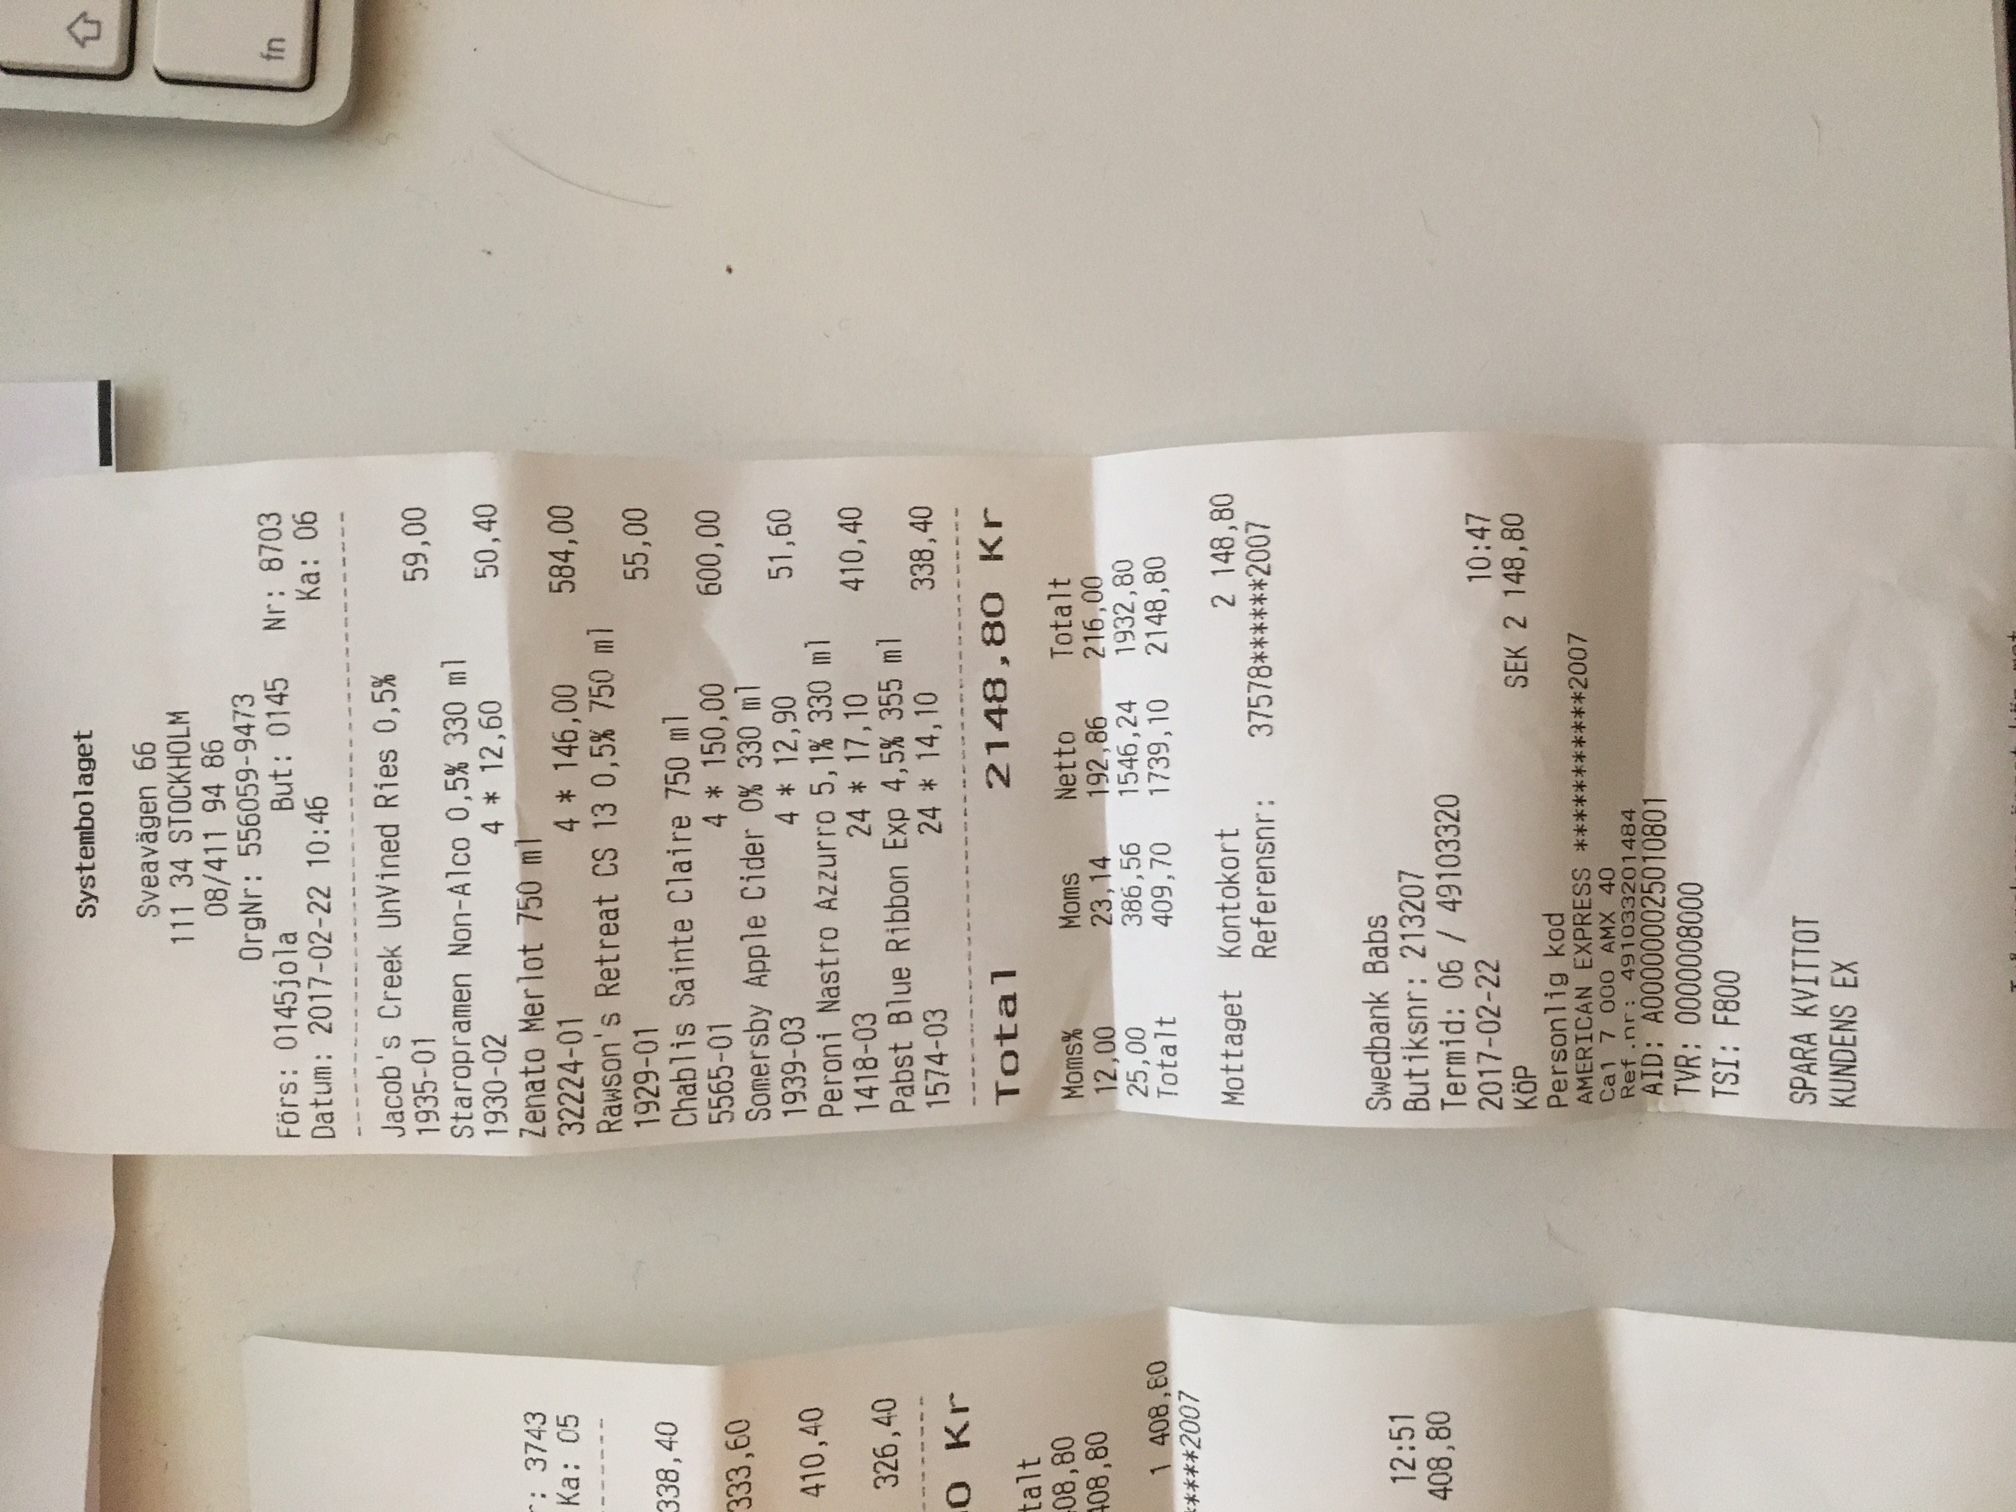 Systembolaget
Sveavägen 66
111 34 STOCKHOLM
08/411 94 86
OrgNr: 556059-9473
Förs: 0145jola But: 0145 Nr: 8703
Datum: 2017-02-22 10:46 Ka: 06
Jacob's Creek UnVined Ries 0,5%
1935-01 59,00
Staropramen Non-Alco 0,5% 330 ml
1930-02 4 * 12,60 50,40
Zenato Merlot 750 ml
32224-01 4 * 146,00 584,00
Rawson's Retreat CS 13 0,5% 750 ml
1929-01 55,00
Chablis Sainte Claire 750 ml
5565-01 4 * 150,00 600,00
Somersby Apple Cider 0% 330 ml
1939-03 4 * 12,90 51,60
Peroni Nastro Azzurro 5,1% 330 ml
1418-03 24 * 17,10 410,40
Pabst Blue Ribbon Exp 4,5% 355 ml
1574-03 24 * 14,10 338,40
Total 2148,80 Kr
Moms% Moms Netto Totalt
12,00 23,14 192,86 216,00
25,00 386,56 1546,24 1932,80
Totalt 409,70 1739,10 2148,80
Mottaget Kontokort 2 148,80
Referensnr: 37578******2007
Swedbank Babs
Butiksnr: 213207
Termid: 06 / 49103320
2017-02-22 10:47
KÖP SEK 2 148,80
Personlig kod
AMERICAN EXPRESS ***********2007
Ca1 7 000 AMX 40
Ref.nr: 491033201484
AID: A000000025010801
TVR: 0000008000
TSI: F800
SPARA KVITTOT
KUNDENS EX
r: 3743
Ka: 05
338,40
333,60
410,40
326,40
0 Kr
talt
08,80
408,80
1 408,80
*****2007
12:51
408,80
fn